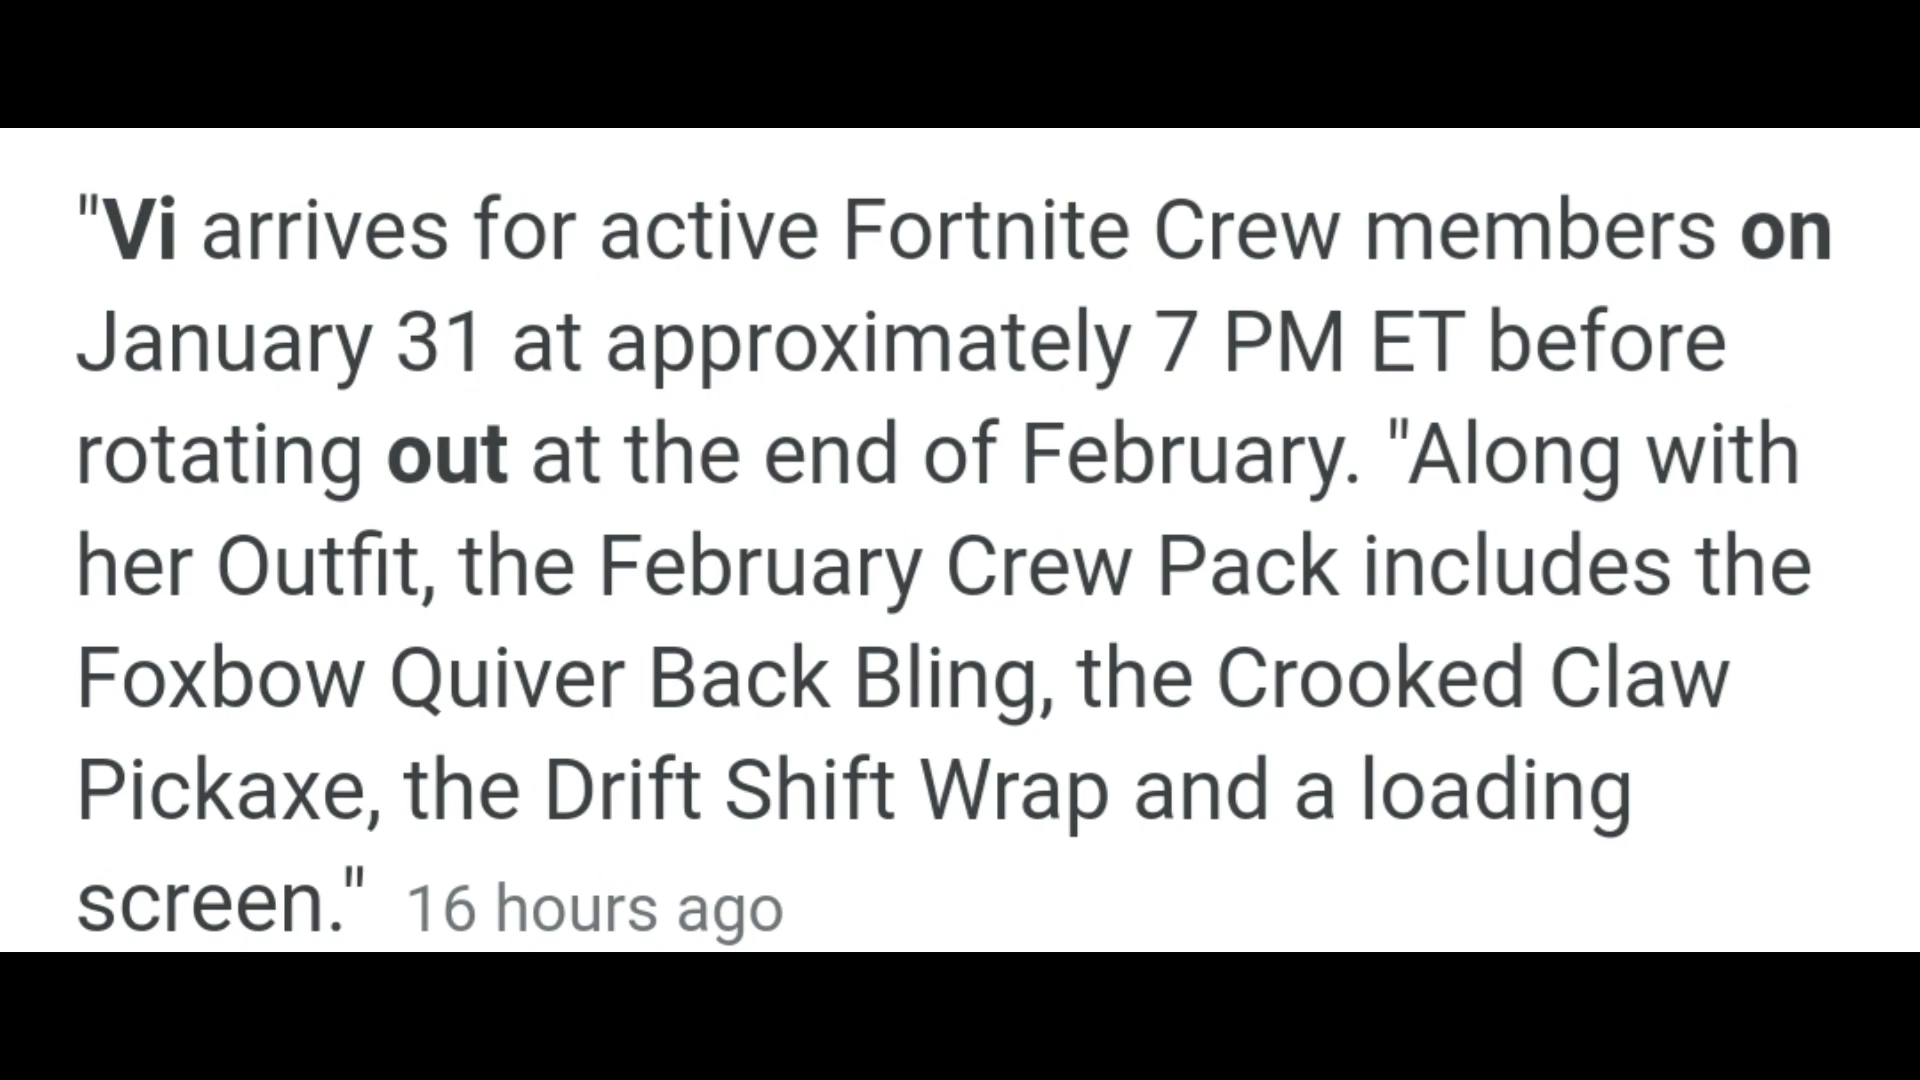 "Vi arrives for active Fortnite Crew members on
January 31 at approximately 7 PM ET before
rotating out at the end of February. "Along with
her Outfit, the February Crew Pack includes the
Foxbow Quiver Back Bling, the Crooked Claw
Pickaxe, the Drift Shift Wrap and a loading
screen." 16 hours ago